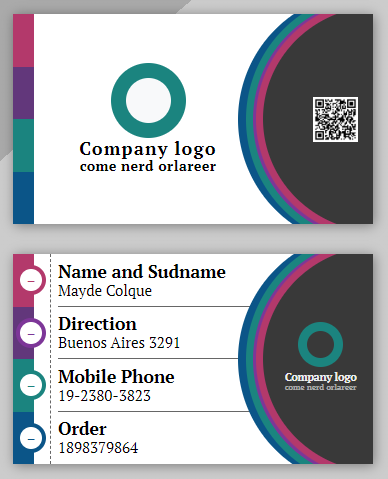 Company logo
come nerd orlareer
Name and Sudname
Mayde Colque
Direction
Buenos Aires 3291
Mobile Phone
19-2380-3823
Order
1898379864
Company logo
come nerd orlareer